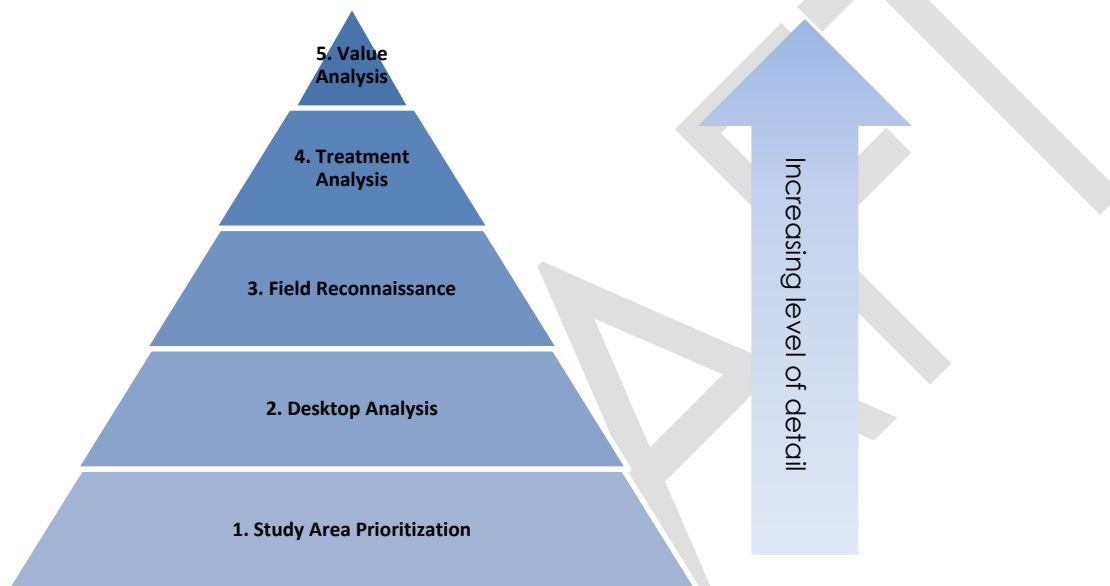 5. Value
Analysis
4. Treatment
Analysis
3. Field Reconnaissance
2. Desktop Analysis
1. Study Area Prioritization
Increasing level of detail